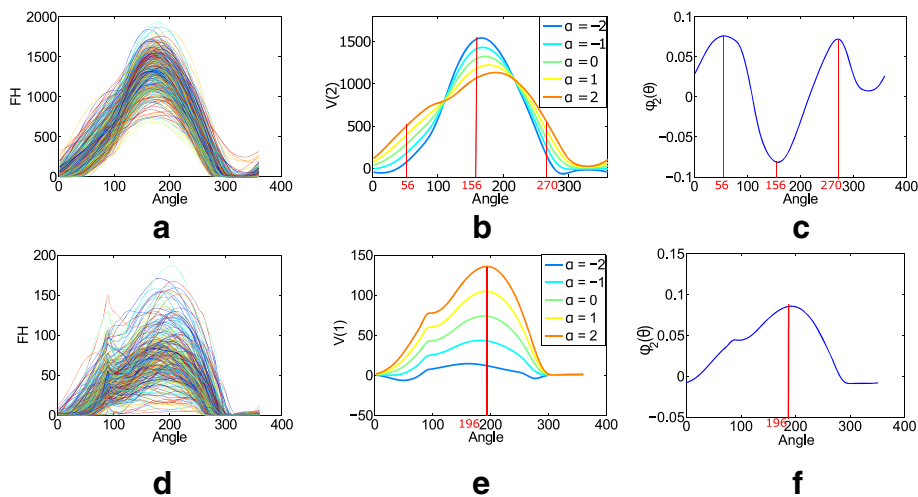 2000
1500
1000
500
0
FH
0 100 200 300 400
Angle
a
1500
1000
500
0
V(2)
0 100 200 300
56 156 270
Angle
ɑ = −2
ɑ = −1
ɑ = 0
ɑ = 1
ɑ = 2
b
0.1
0.05
0
−0.05
−0.1
φ2(θ)
0 100 200 300 400
56 156 270
Angle
c
200
150
100
50
0
FH
0 100 200 300 400
Angle
d
150
100
50
0
−50
V(1)
0 100 200 300 400
196
Angle
ɑ = −2
ɑ = −1
ɑ = 0
ɑ = 1
ɑ = 2
e
0.15
0.1
0.05
0
−0.05
φ2(θ)
0 100 200 300 400
196
Angle
f